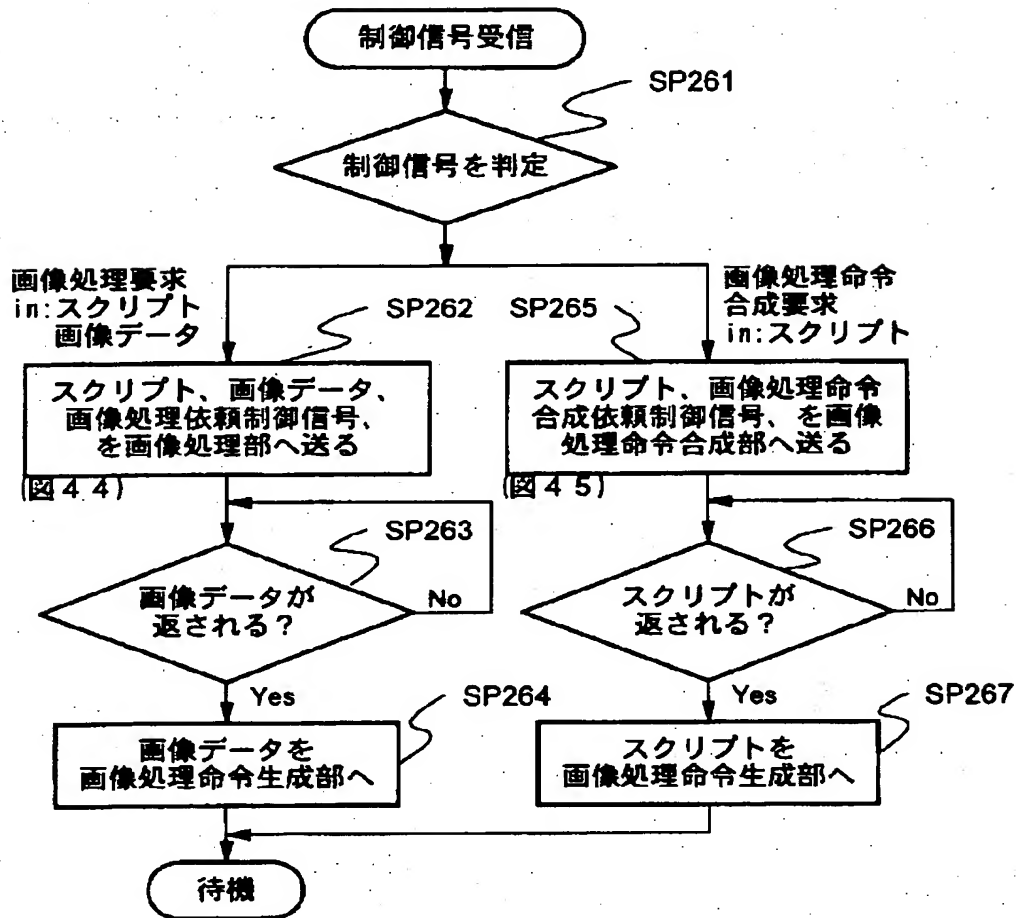 制御信号受信
SP261
制御信号を判定
画像処理要求
in:スクリプト
画像データ
SP262
SP265
画像処理命令
合成要求
in:スクリプト
スクリプト、画像データ、
画像処理依頼制御信号、
を画像処理部へ送る
(図44)
スクリプト、画像処理命令
合成依頼制御信号、を画像
処理命令合成部へ送る
(図45)
SP263
画像データが
返される?
No
Yes
SP266
スクリプトが
返される?
No
Yes
SP264
画像データを
画像処理命令生成部へ
SP267
スクリプトを
画像処理命令生成部へ
待機